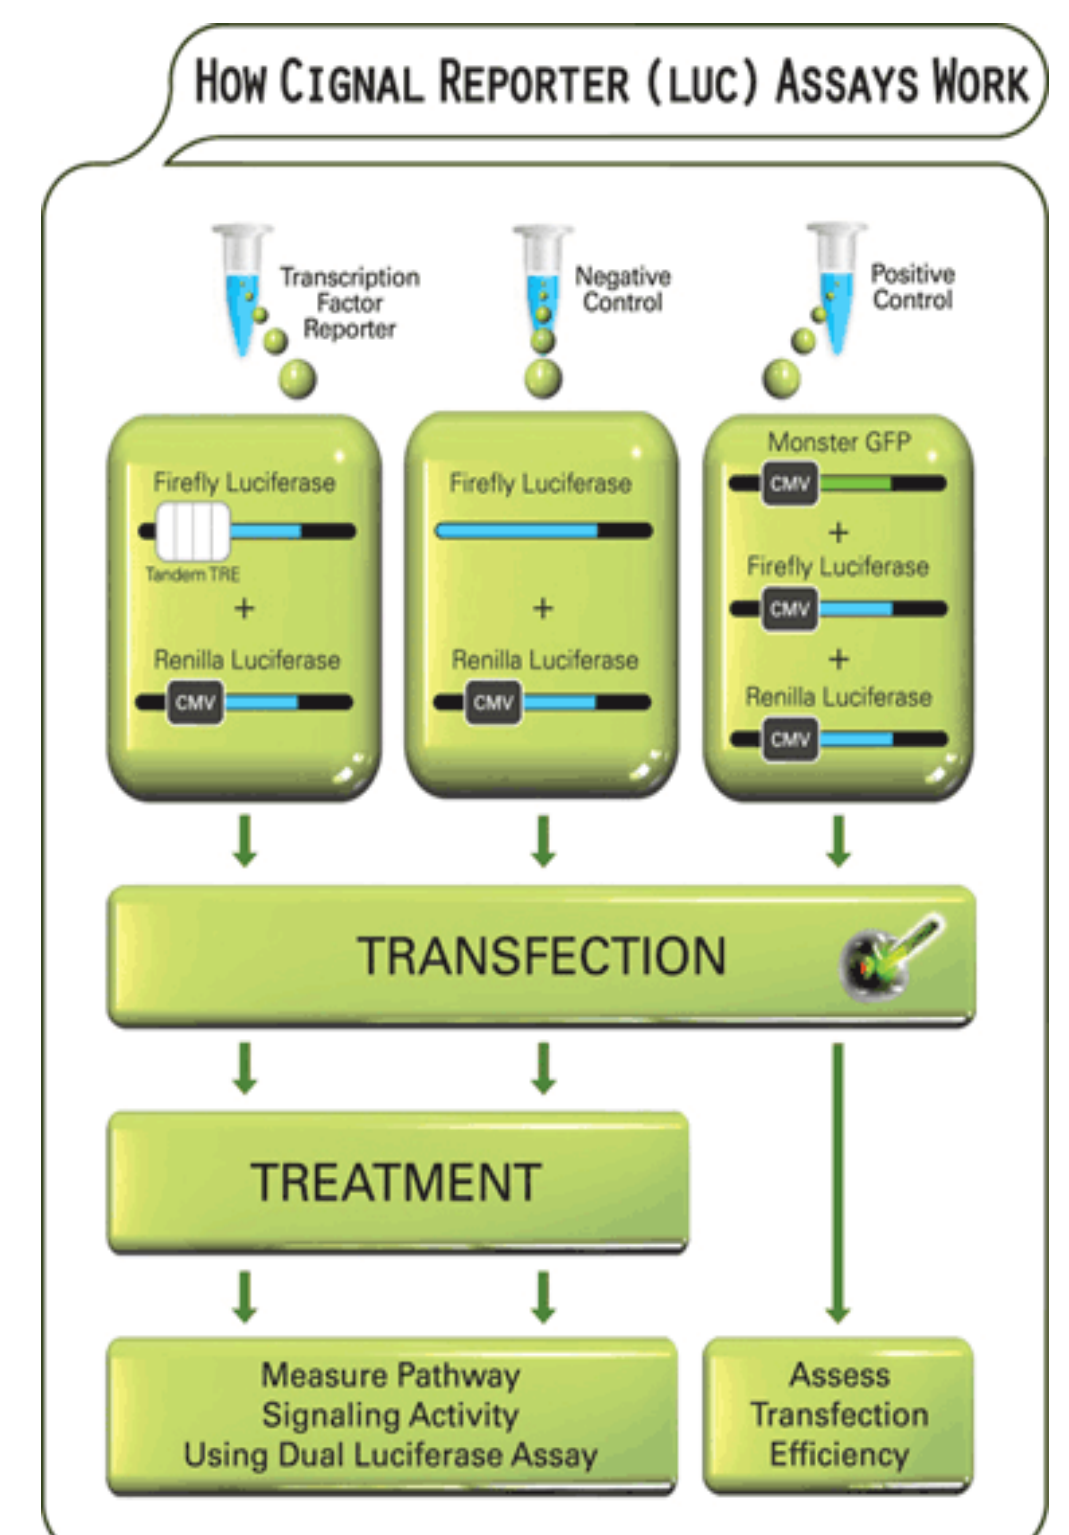 HOW CIGNAL REPORTER (LUC) ASSAYS WORK
Transcription
Factor
Reporter
Negative
Control
Positive
Control
Firefly Luciferase
Tandem TRE
+
Renilla Luciferase
CMV
Firefly Luciferase
+
Renilla Luciferase
CMV
Monster GFP
CMV
+
Firefly Luciferase
CMV
+
Renilla Luciferase
CMV
TRANSFECTION
TREATMENT
Measure Pathway
Signaling Activity
Using Dual Luciferase Assay
Assess
Transfection
Efficiency